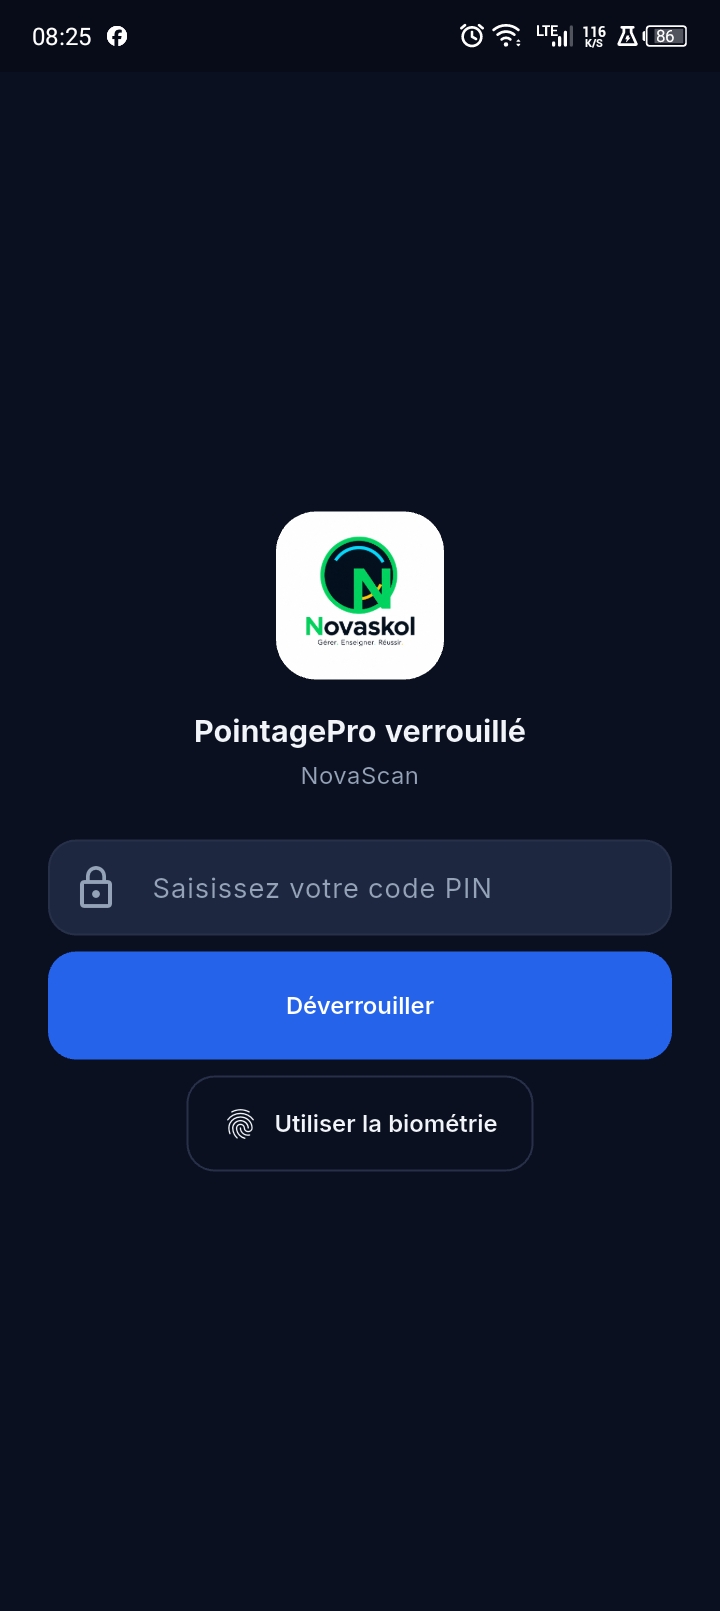 08:25 LTE 116 K/S 86
N
Novaskol
Gérer. Enseigner. Réussir.
PointagePro verrouillé
NovaScan
Saisissez votre code PIN
Déverrouiller
Utiliser la biométrie